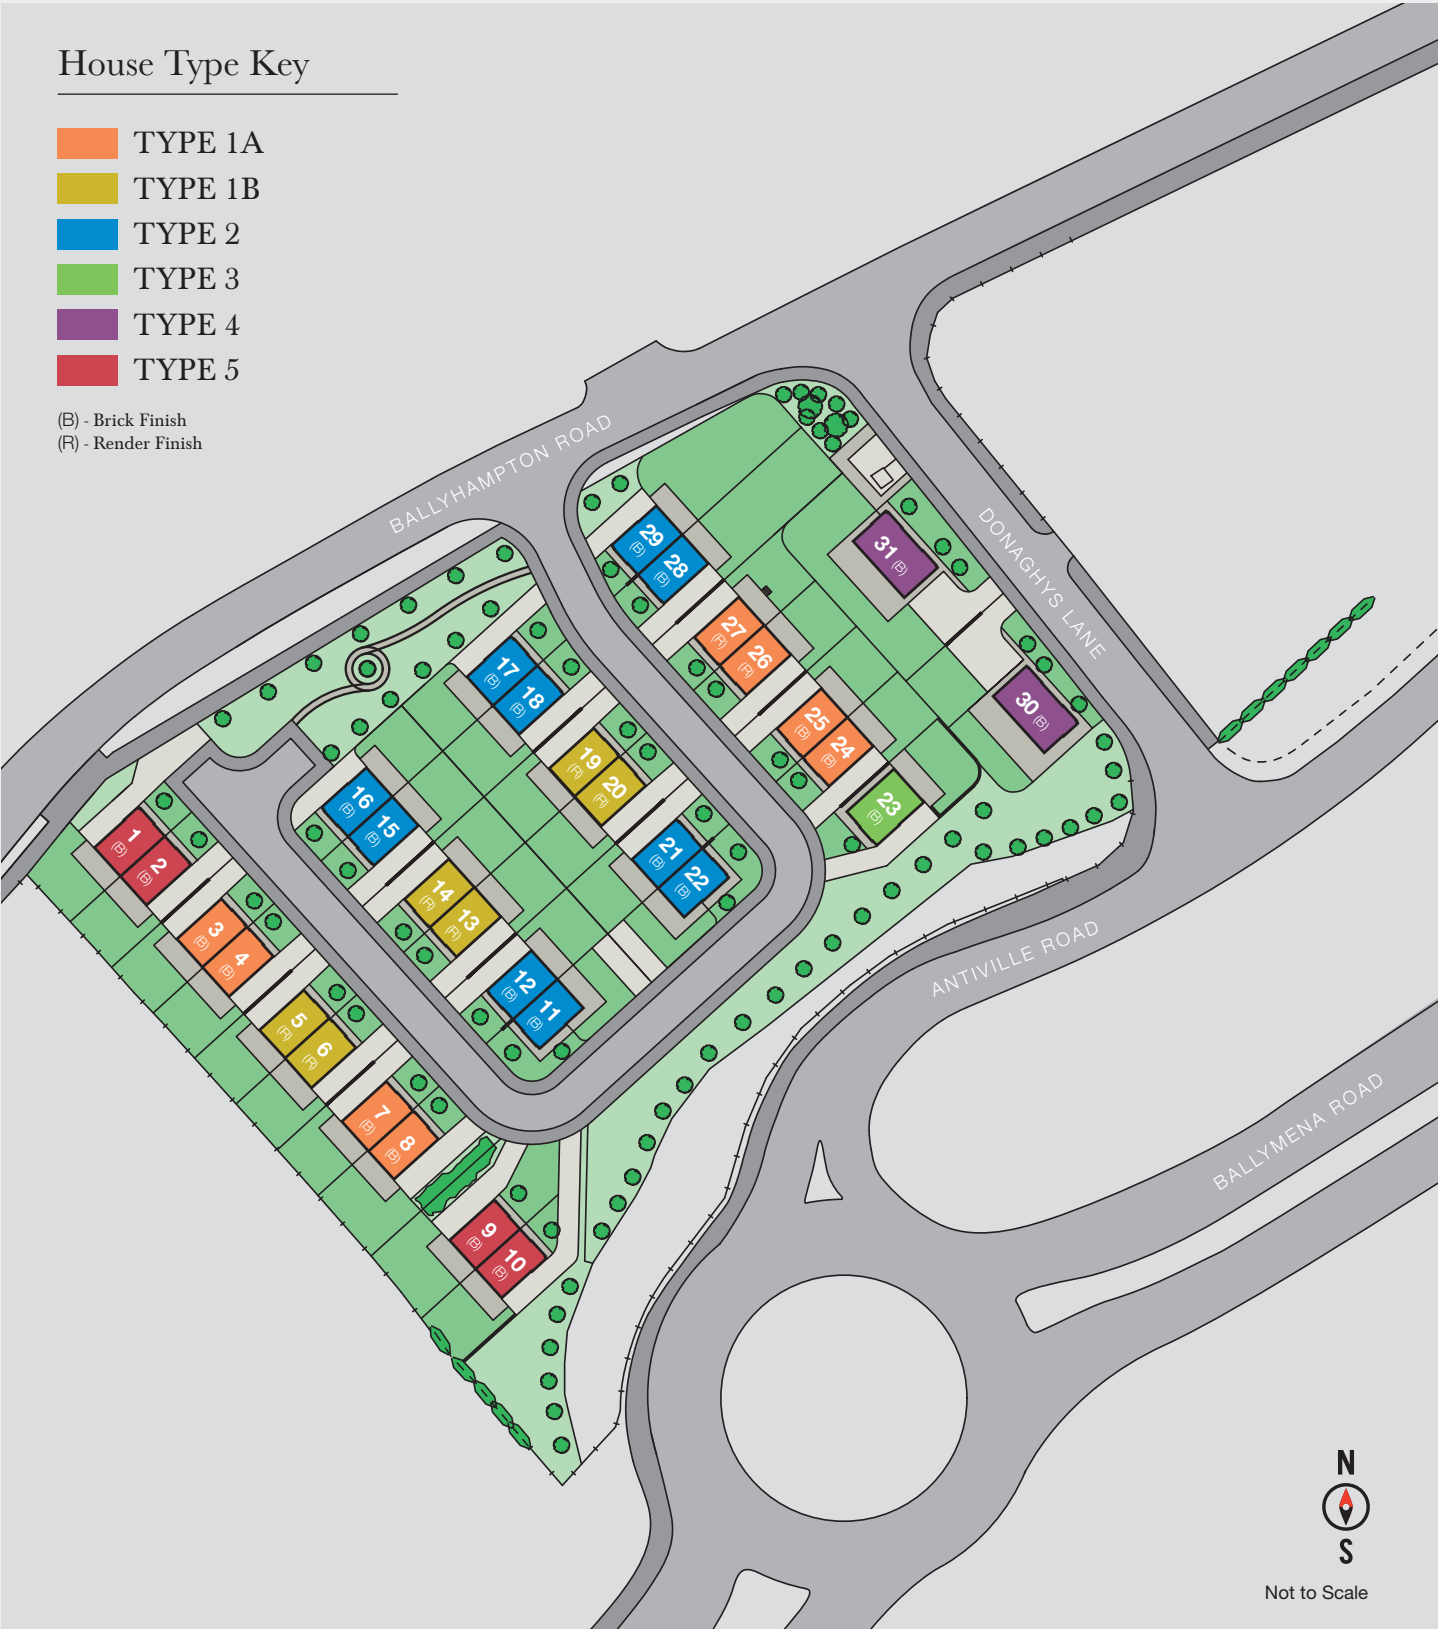 House Type Key
TYPE 1A
TYPE 1B
TYPE 2
TYPE 3
TYPE 4
TYPE 5
(B) - Brick Finish
(R) - Render Finish
BALLYHAMPTON ROAD
DONAGHYS LANE
ANTIVILLE ROAD
BALLYMENA ROAD
1 (B)
2 (B)
3 (B)
4 (B)
5 (R)
6 (R)
7 (B)
8 (B)
9 (B)
10 (B)
11 (B)
12 (B)
13 (R)
14 (R)
15 (B)
16 (B)
17 (B)
18 (B)
19 (R)
20 (R)
21 (B)
22 (B)
23 (B)
24 (B)
25 (B)
26 (R)
27 (R)
28 (B)
29 (B)
30 (B)
31 (B)
N
S
Not to Scale